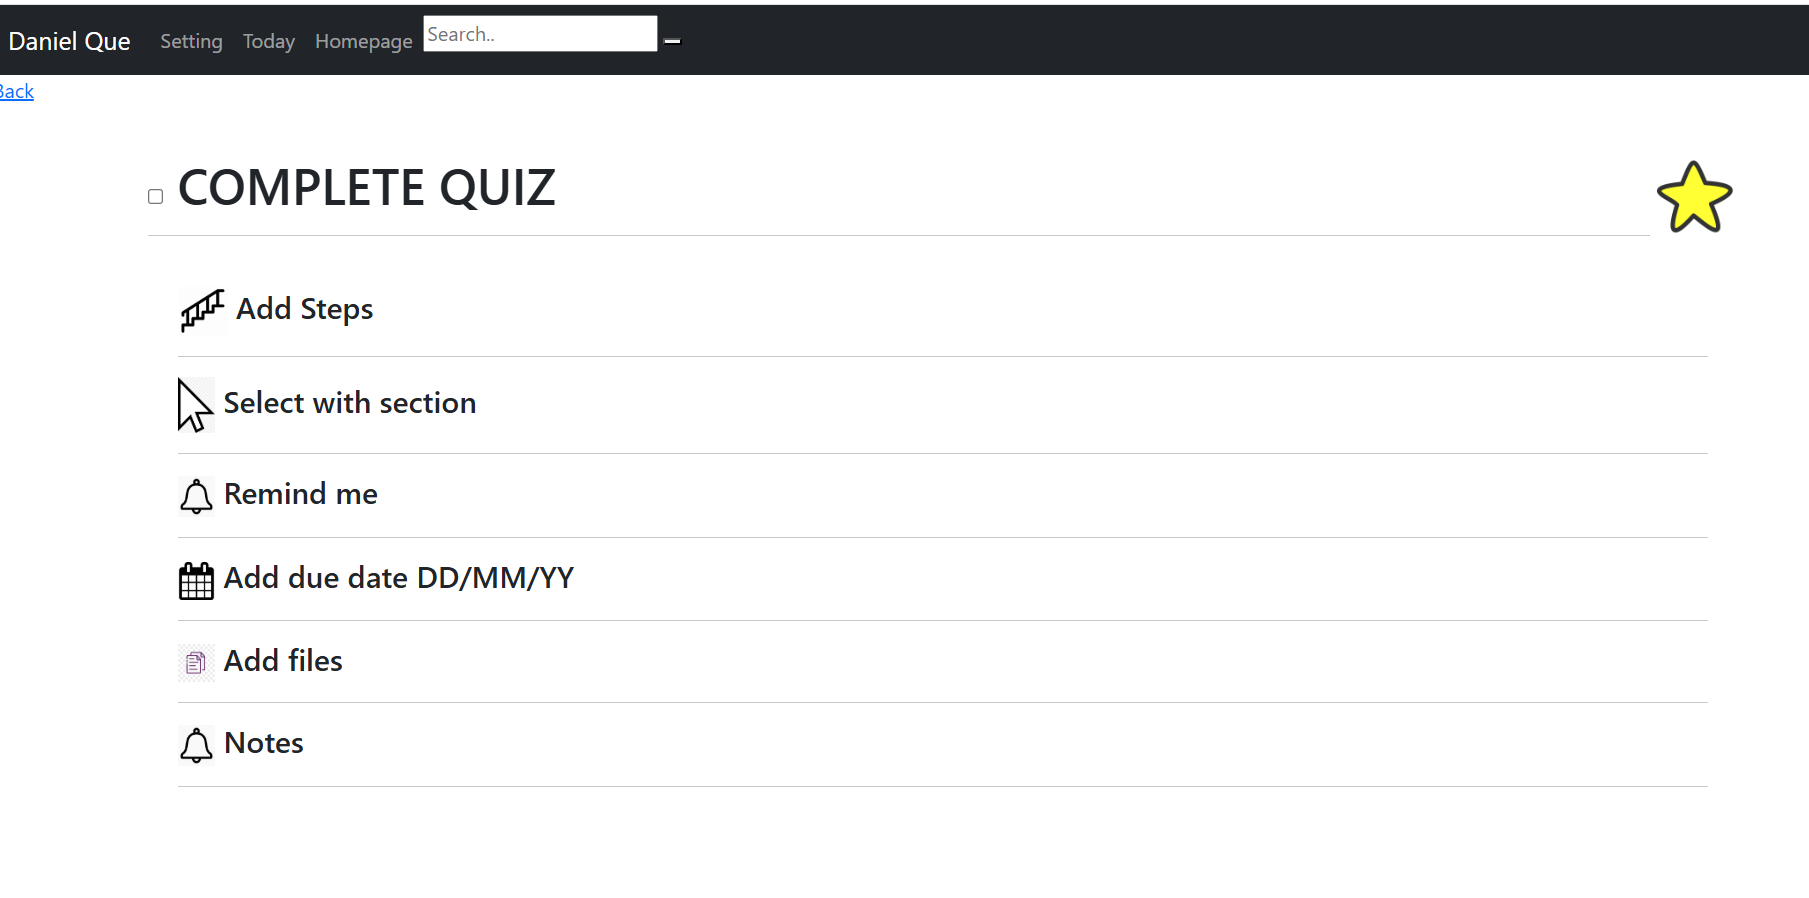 Daniel Que Setting Today Homepage Search..
Back
COMPLETE QUIZ
Add Steps
Select with section
Remind me
Add due date DD/MM/YY
Add files
Notes